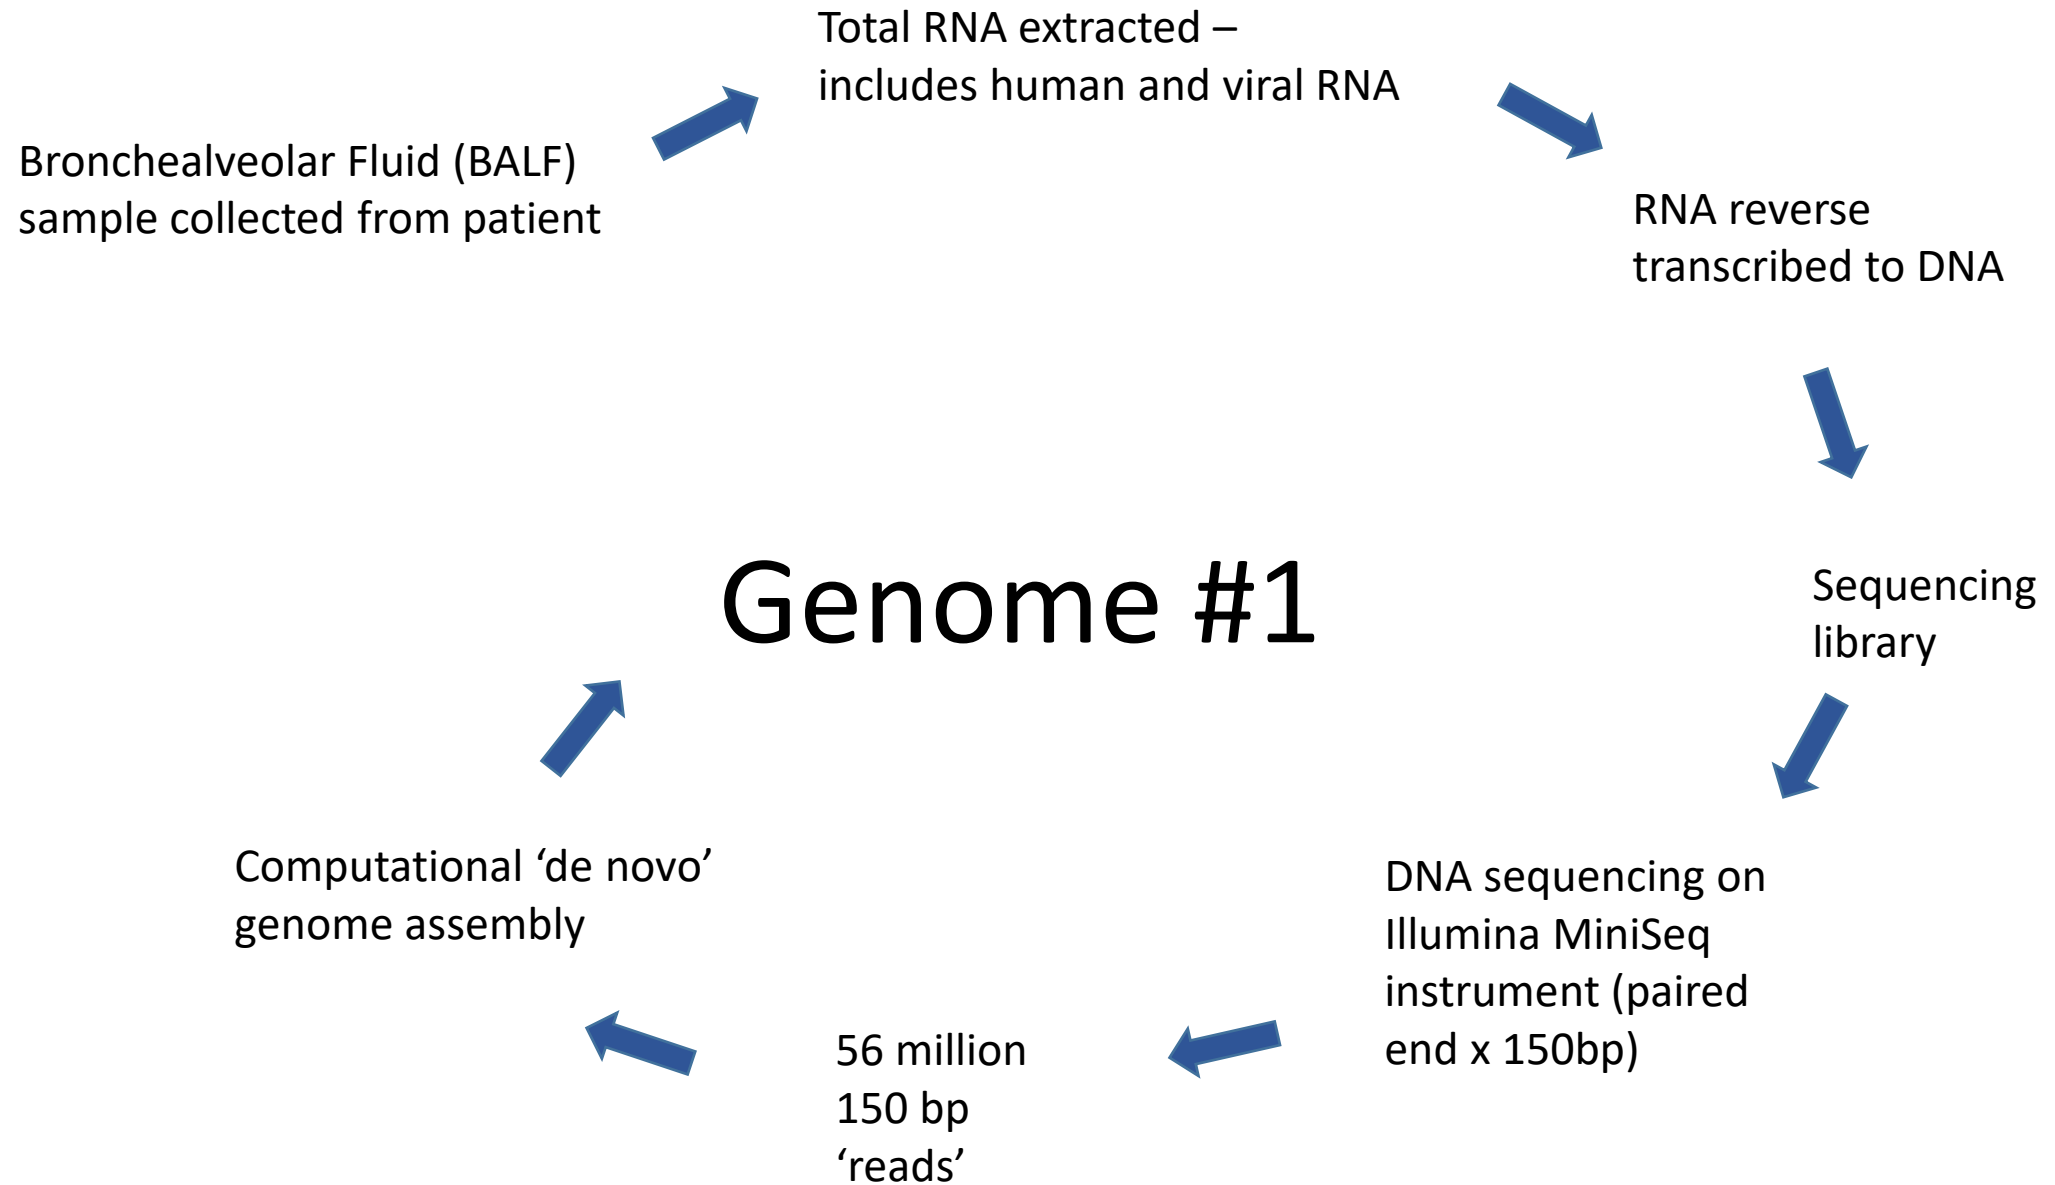 Total RNA extracted –
includes human and viral RNA
Bronchealveolar Fluid (BALF)
sample collected from patient
RNA reverse
transcribed to DNA
Genome #1
Sequencing
library
Computational ‘de novo’
genome assembly
DNA sequencing on
Illumina MiniSeq
instrument (paired
end x 150bp)
56 million
150 bp
‘reads’